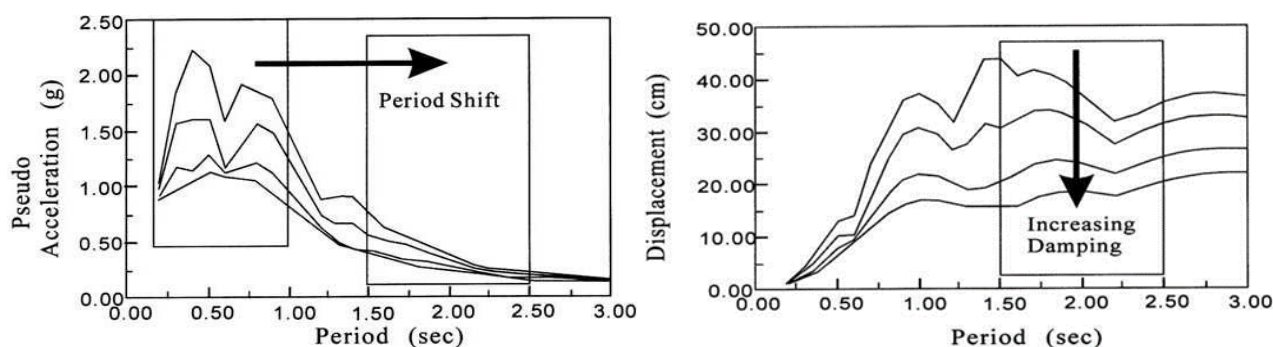 2.50
2.00
1.50
1.00
0.50
0.00
Pseudo
Acceleration (g)
Period Shift
0.00 0.50 1.00 1.50 2.00 2.50 3.00
Period (sec)
50.00
40.00
30.00
20.00
10.00
0.00
Displacement (cm)
Increasing
Damping
0.00 0.50 1.00 1.50 2.00 2.50 3.00
Period (sec)